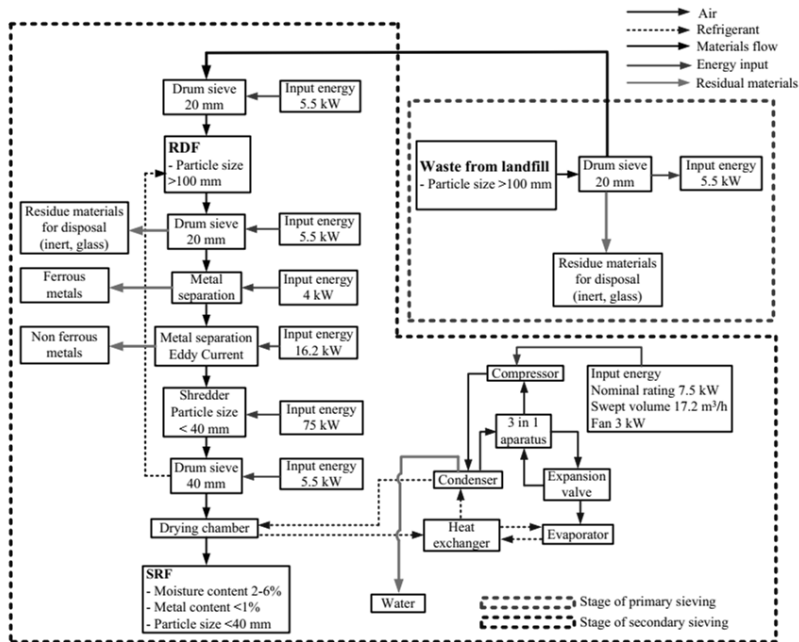 Air
Refrigerant
Materials flow
Energy input
Residual materials
Drum sieve
20 mm
Input energy
5.5 kW
RDF
- Particle size
>100 mm
Waste from landfill
- Particle size >100 mm
Drum sieve
20 mm
Input energy
5.5 kW
Residue materials
for disposal
(inert, glass)
Residue materials
for disposal
(inert, glass)
Drum sieve
20 mm
Input energy
5.5 kW
Ferrous
metals
Metal
separation
Input energy
4 kW
Non ferrous
metals
Metal separation
Eddy Current
Input energy
16.2 kW
Shredder
Particle size
< 40 mm
Input energy
75 kW
Drum sieve
40 mm
Input energy
5.5 kW
Drying chamber
SRF
- Moisture content 2-6%
- Metal content <1%
- Particle size <40 mm
Compressor
Input energy
Nominal rating 7.5 kW
Swept volume 17.2 m³/h
Fan 3 kW
3 in 1
apparatus
Condenser
Expansion
valve
Heat
exchanger
Evaporator
Water
Stage of primary sieving
Stage of secondary sieving